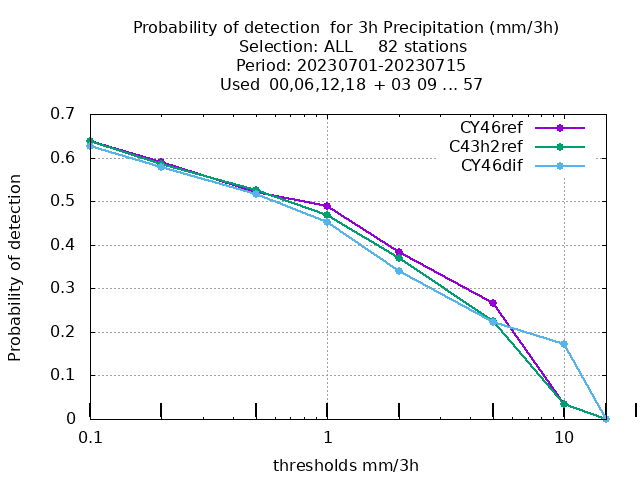 Probability of detection  for 3h Precipitation (mm/3h)
Selection: ALL     82 stations
Period: 20230701-20230715
Used 00,06,12,18 + 03 09 ... 57
CY46ref
C43h2ref
CY46dif
Probability of detection
0.7
0.6
0.5
0.4
0.3
0.2
0.1
0
0.1 1 10
thresholds mm/3h